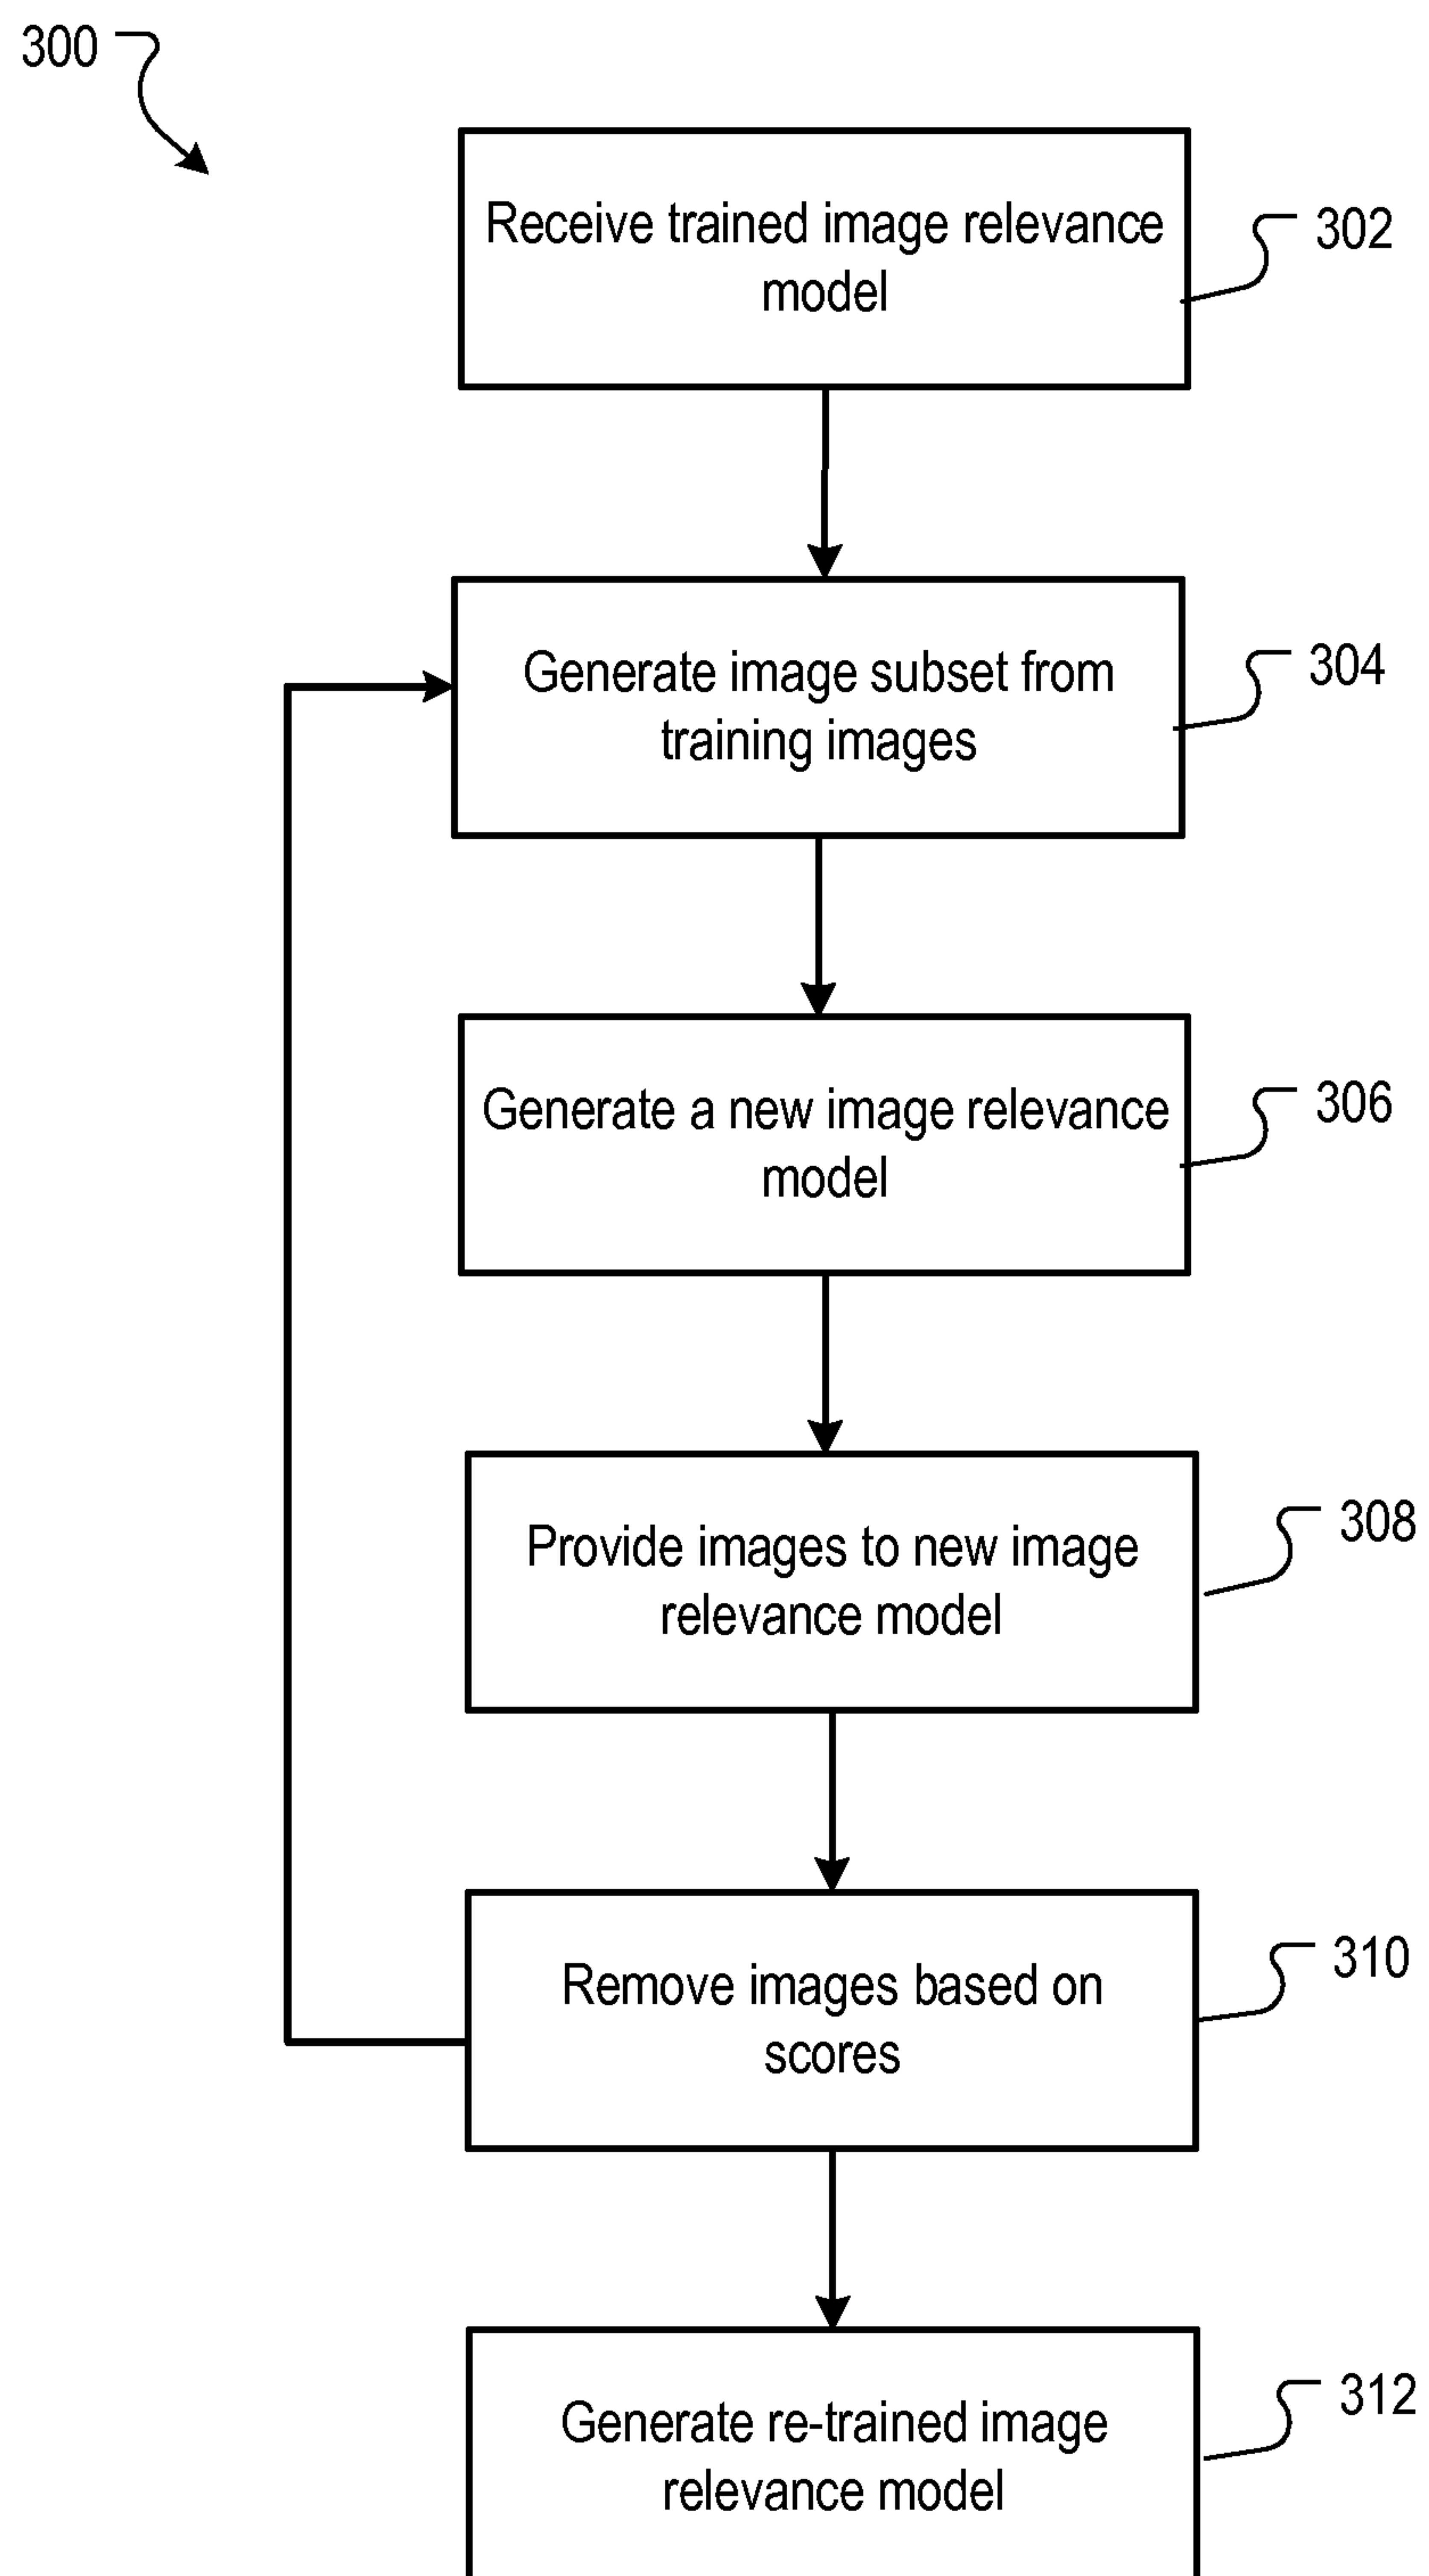 300
Receive trained image relevance
model
302
Generate image subset from
training images
304
Generate a new image relevance
model
306
Provide images to new image
relevance model
308
Remove images based on
scores
310
Generate re-trained image
relevance model
312